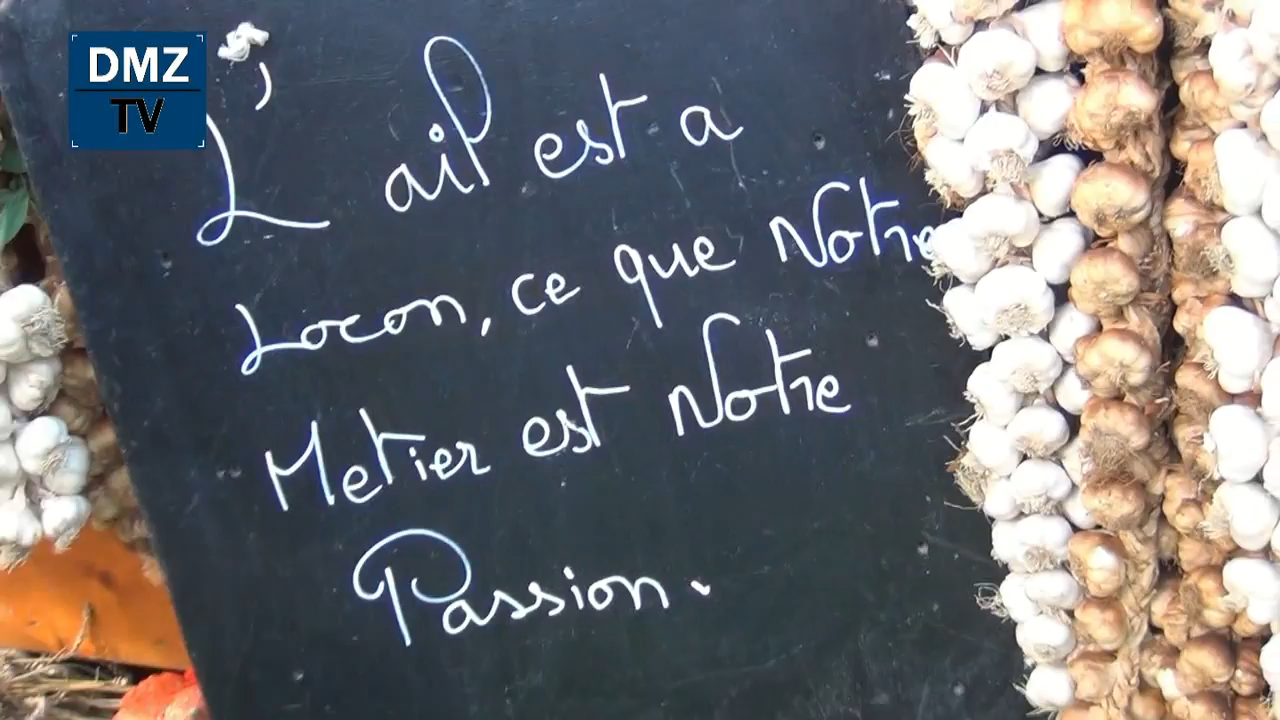 DMZ
TV
L'ail est a
Locon, ce que Notre
Metier est Notre
Passion.